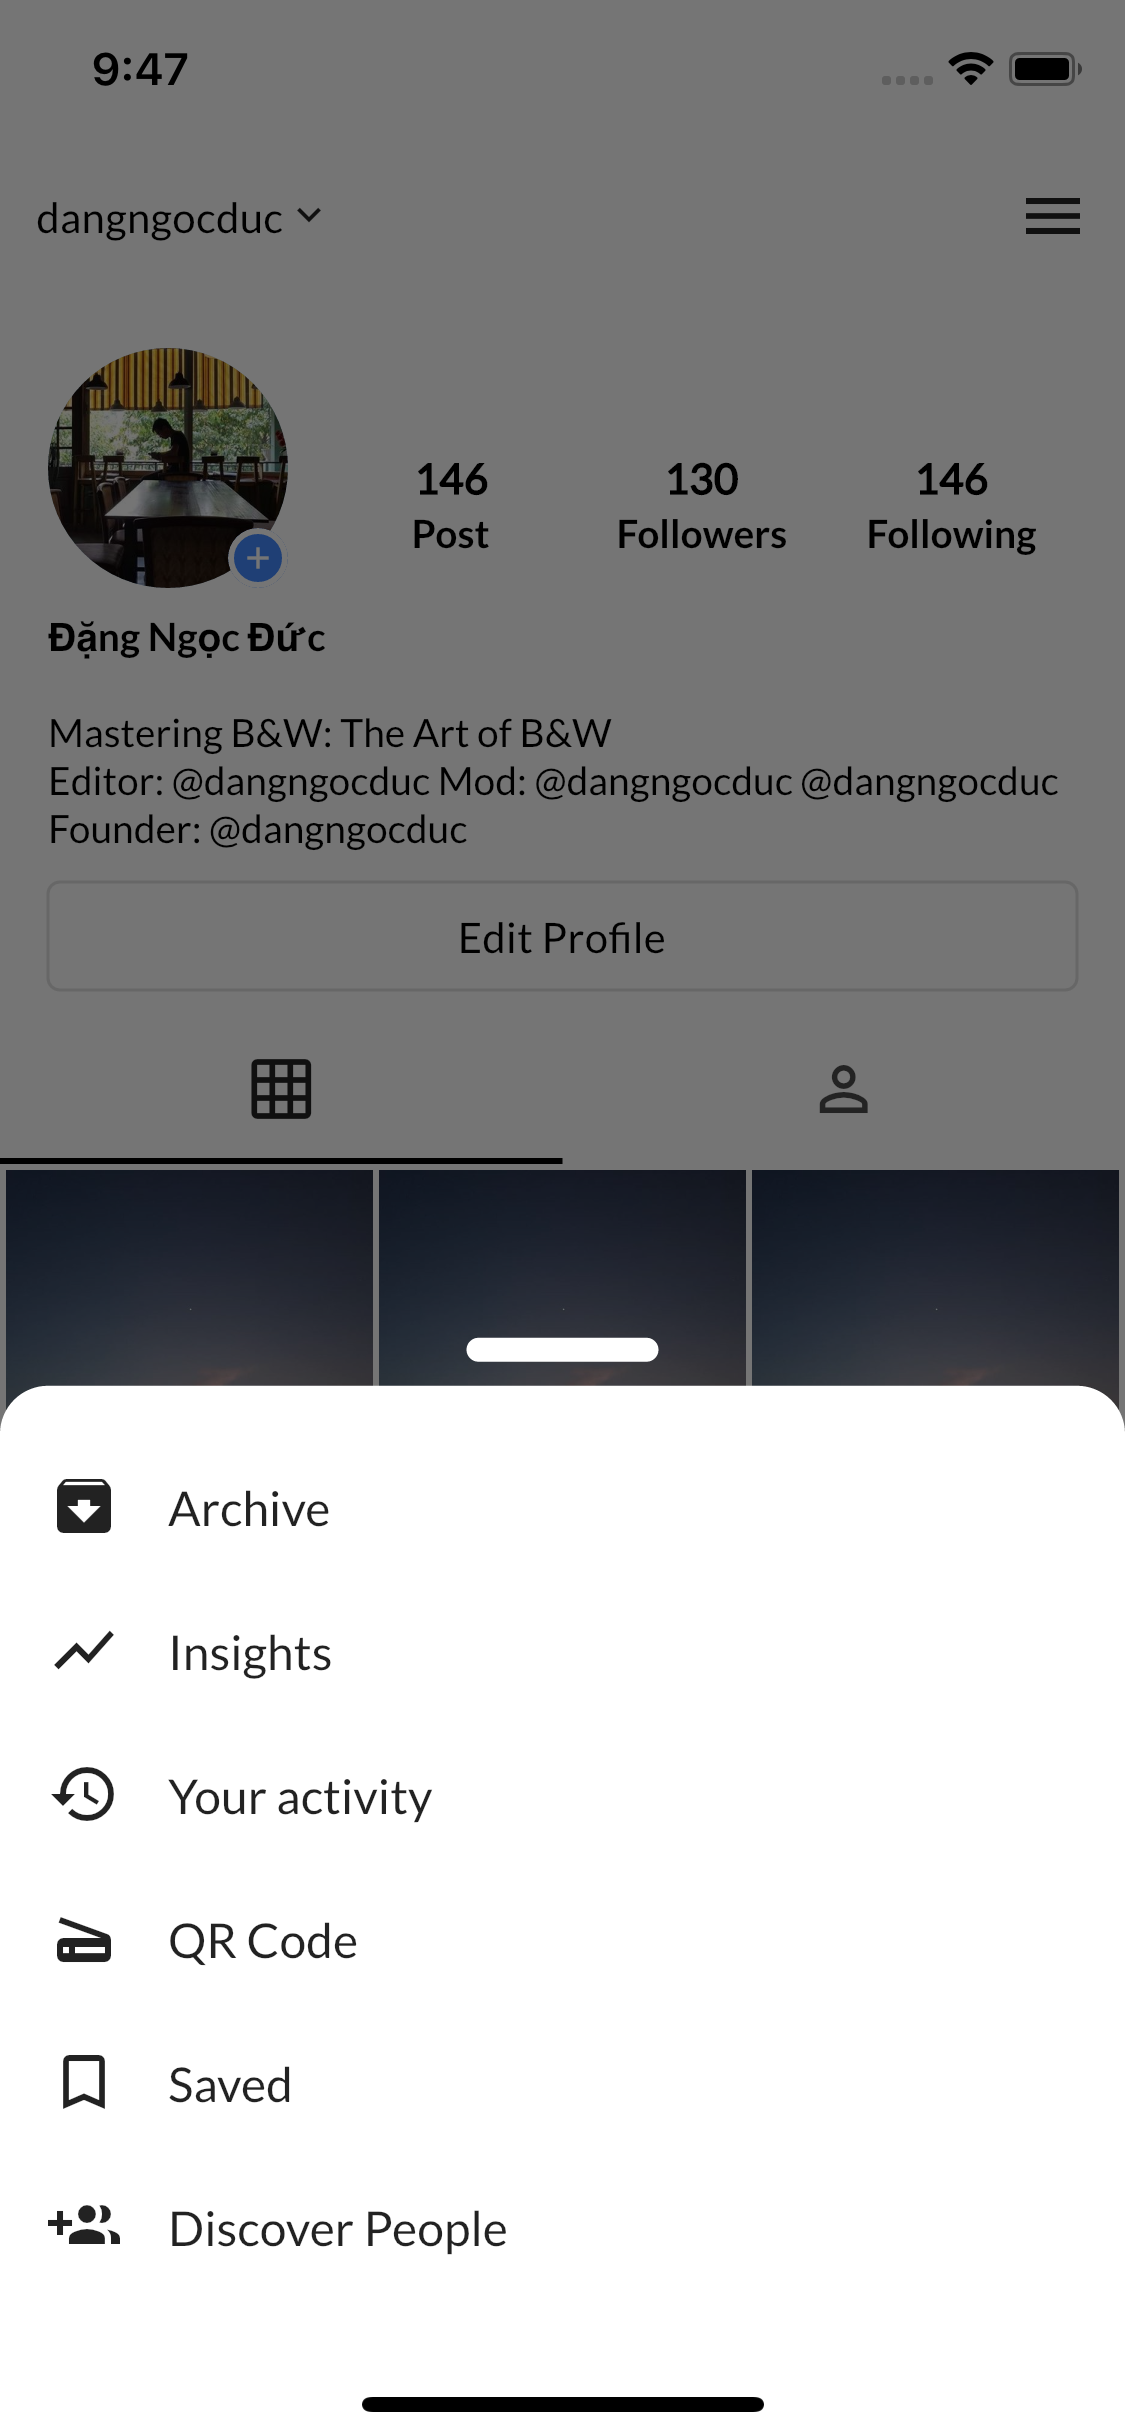 9:47
dangngocduc
146
130
146
Post
Followers
Following
Đặng Ngọc Đức
Mastering B&W: The Art of B&W
Editor: @dangngocduc Mod: @dangngocduc @dangngocduc
Founder: @dangngocduc
Edit Profile
Archive
Insights
Your activity
QR Code
Saved
Discover People